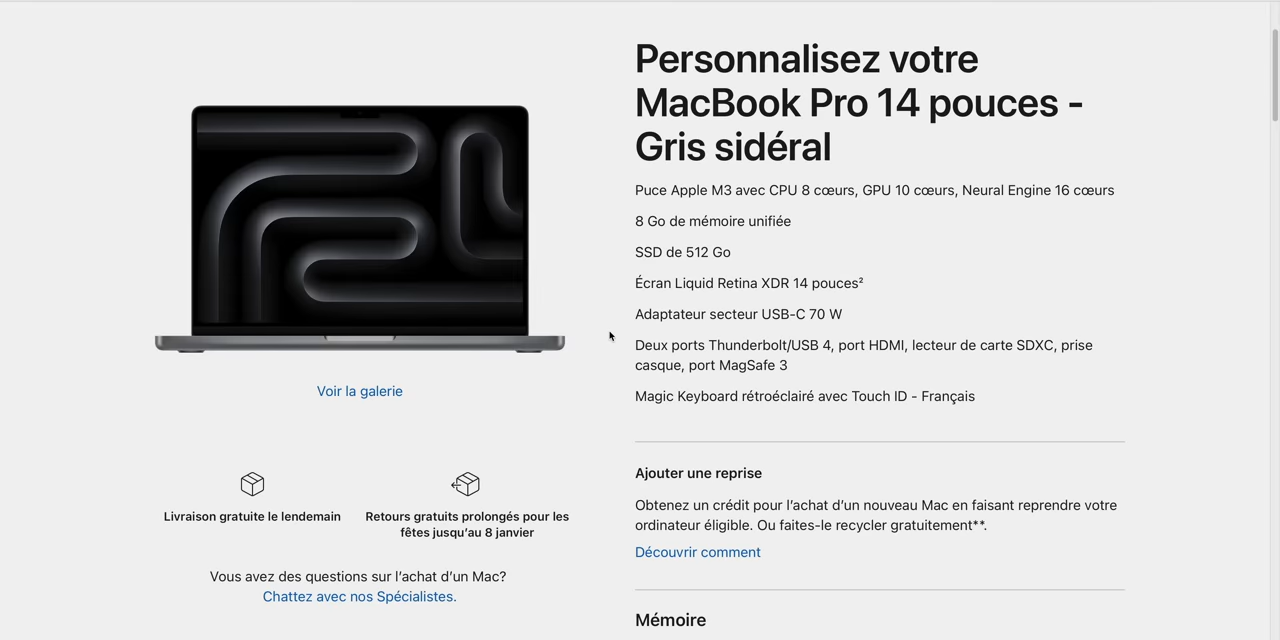 Personnalisez votre
MacBook Pro 14 pouces -
Gris sidéral
Puce Apple M3 avec CPU 8 cœurs, GPU 10 cœurs, Neural Engine 16 cœurs
8 Go de mémoire unifiée
SSD de 512 Go
Écran Liquid Retina XDR 14 pouces²
Adaptateur secteur USB-C 70 W
Deux ports Thunderbolt/USB 4, port HDMI, lecteur de carte SDXC, prise
casque, port MagSafe 3
Magic Keyboard rétroéclairé avec Touch ID - Français
Voir la galerie
Livraison gratuite le lendemain
Retours gratuits prolongés pour les
fêtes jusqu’au 8 janvier
Vous avez des questions sur l’achat d’un Mac?
Chattez avec nos Spécialistes.
Ajouter une reprise
Obtenez un crédit pour l’achat d’un nouveau Mac en faisant reprendre votre
ordinateur éligible. Ou faites-le recycler gratuitement**.
Découvrir comment
Mémoire